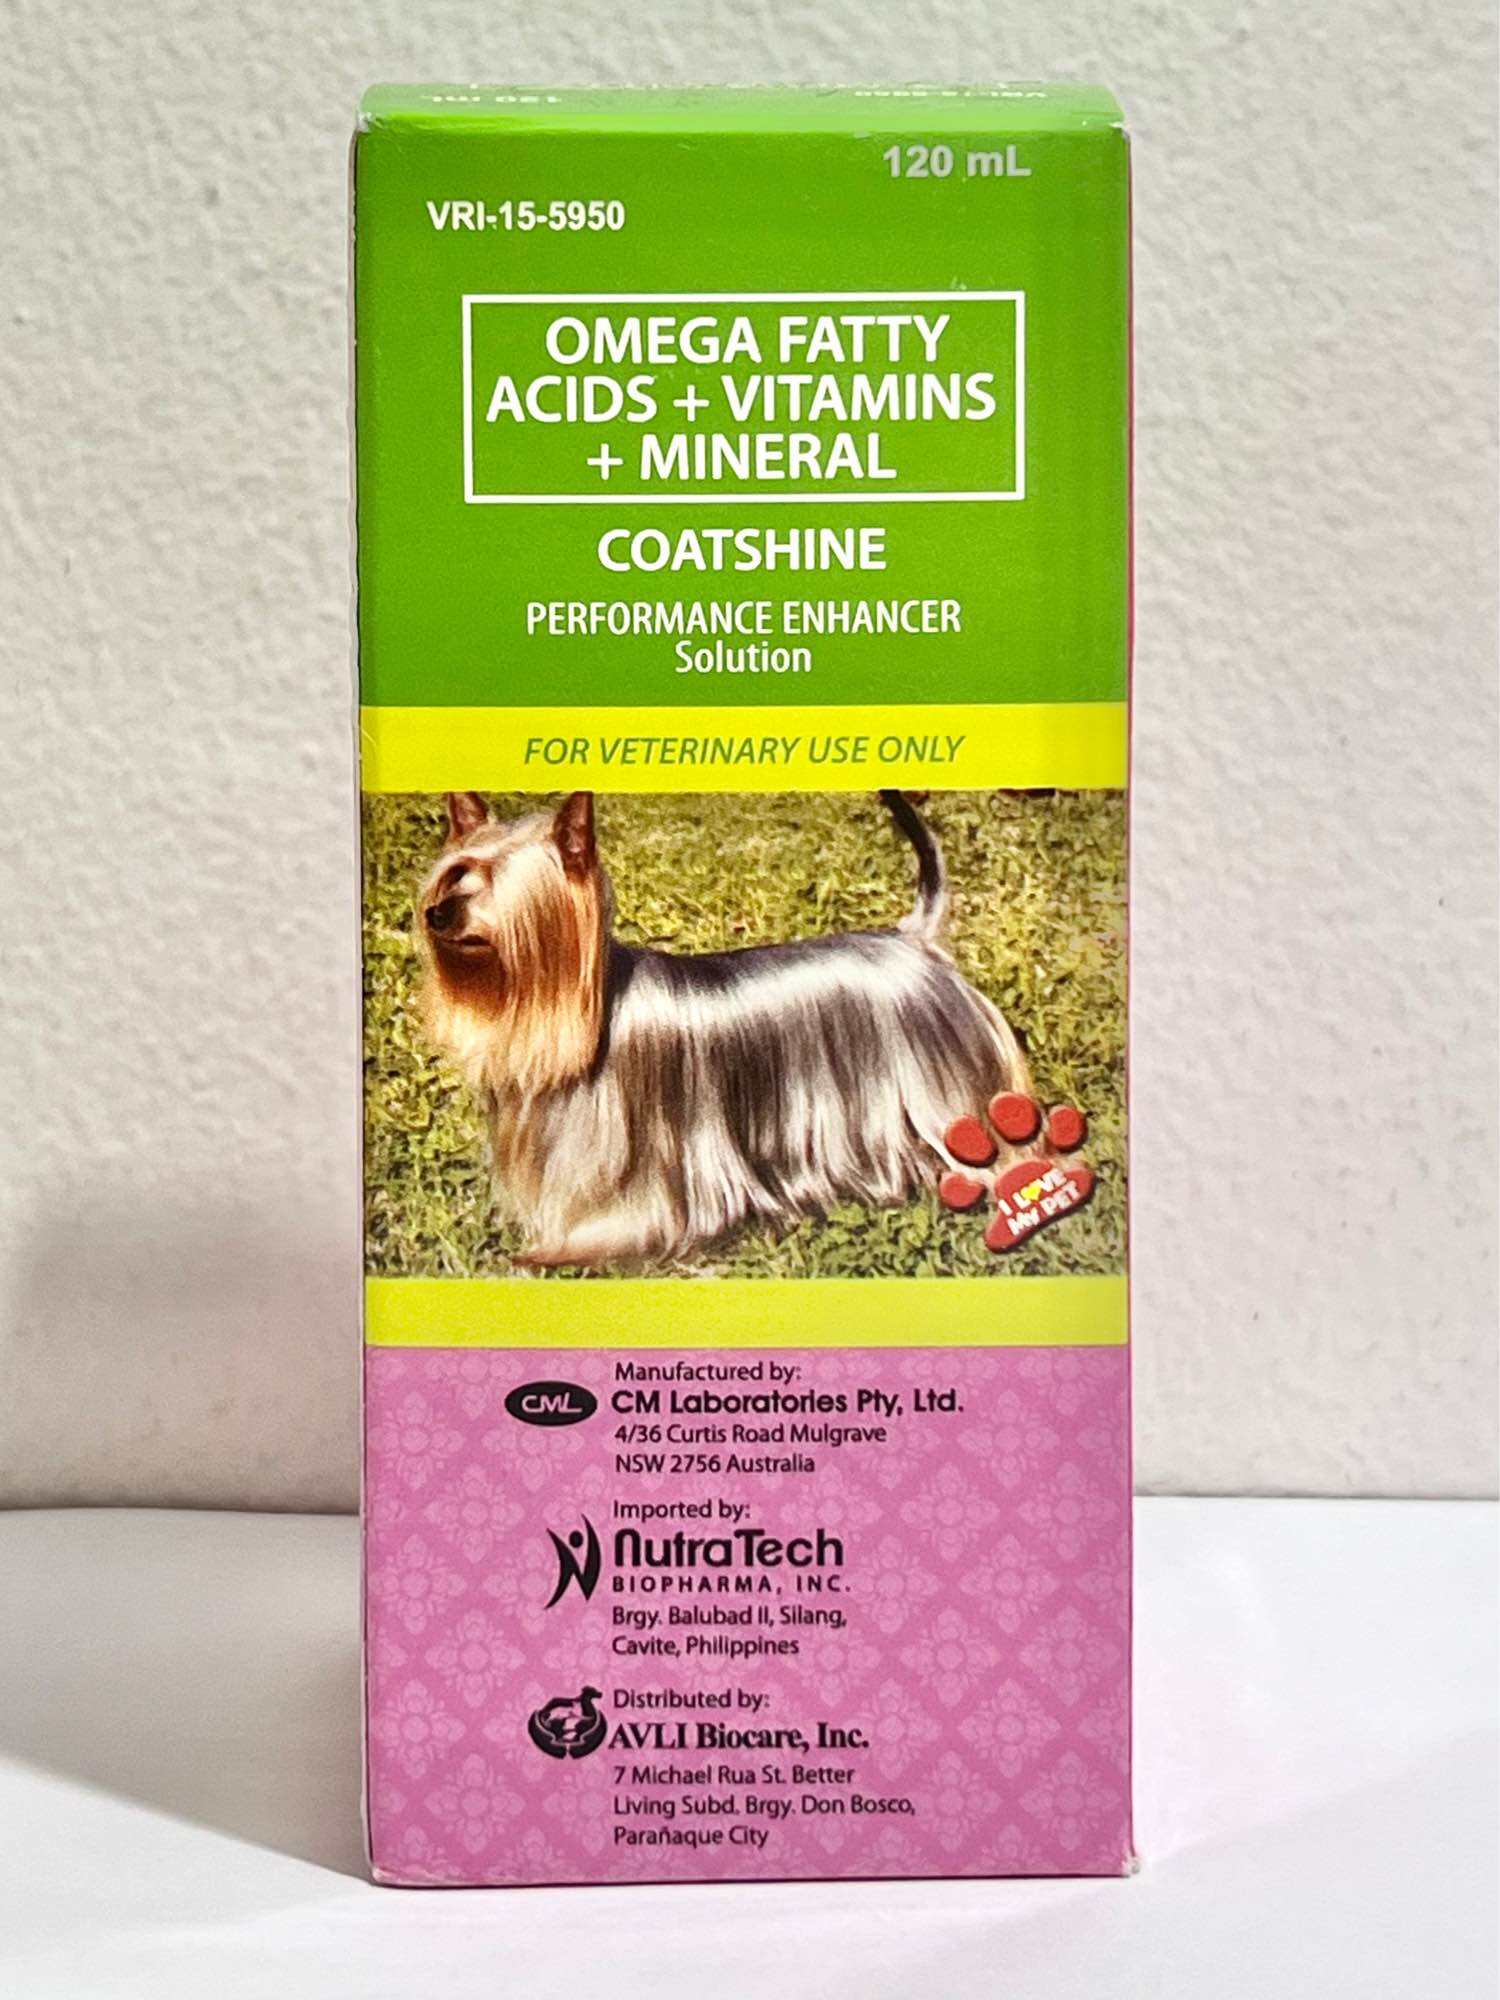 120 mL
VRI-15-5950
OMEGA FATTY
ACIDS + VITAMINS
+ MINERAL
COATSHINE
PERFORMANCE ENHANCER
Solution
FOR VETERINARY USE ONLY
I LOVE
MY PET
Manufactured by:
CML
CM Laboratories Pty, Ltd.
4/36 Curtis Road Mulgrave
NSW 2756 Australia
Imported by:
NutraTech
BIOPHARMA, INC.
Brgy. Balubad II, Silang,
Cavite, Philippines
Distributed by:
AVLI Biocare, Inc.
7 Michael Rua St. Better
Living Subd. Brgy. Don Bosco,
Parañaque City